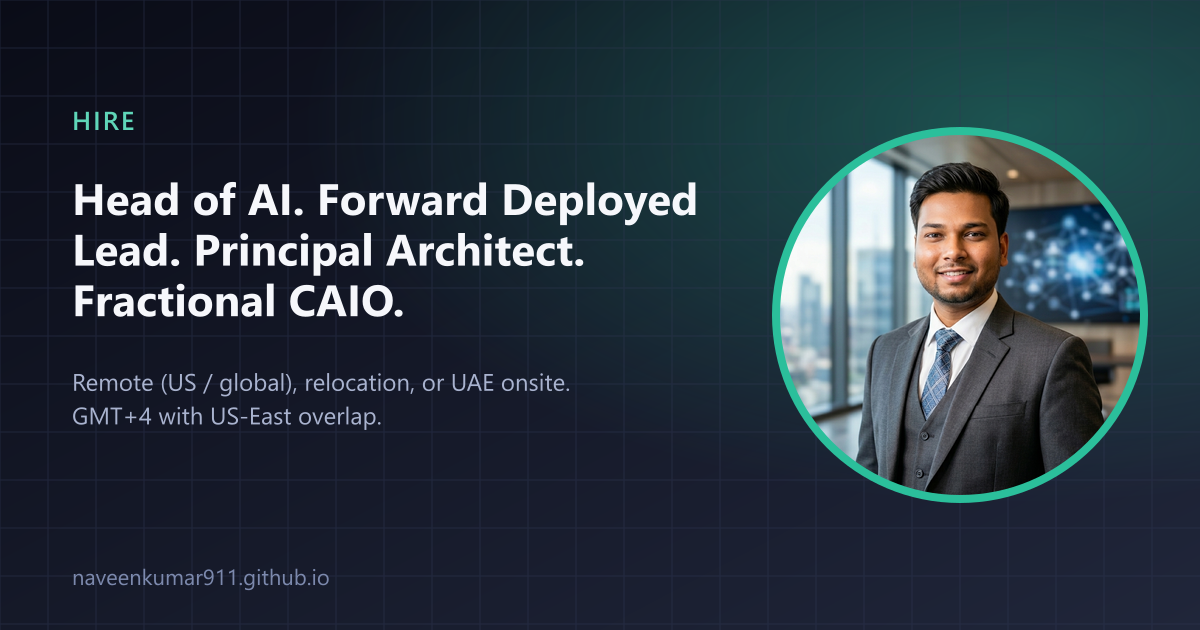 HIRE
Head of AI. Forward Deployed
Lead. Principal Architect.
Fractional CAIO.
Remote (US / global), relocation, or UAE onsite.
GMT+4 with US-East overlap.
naveenkumar911.github.io